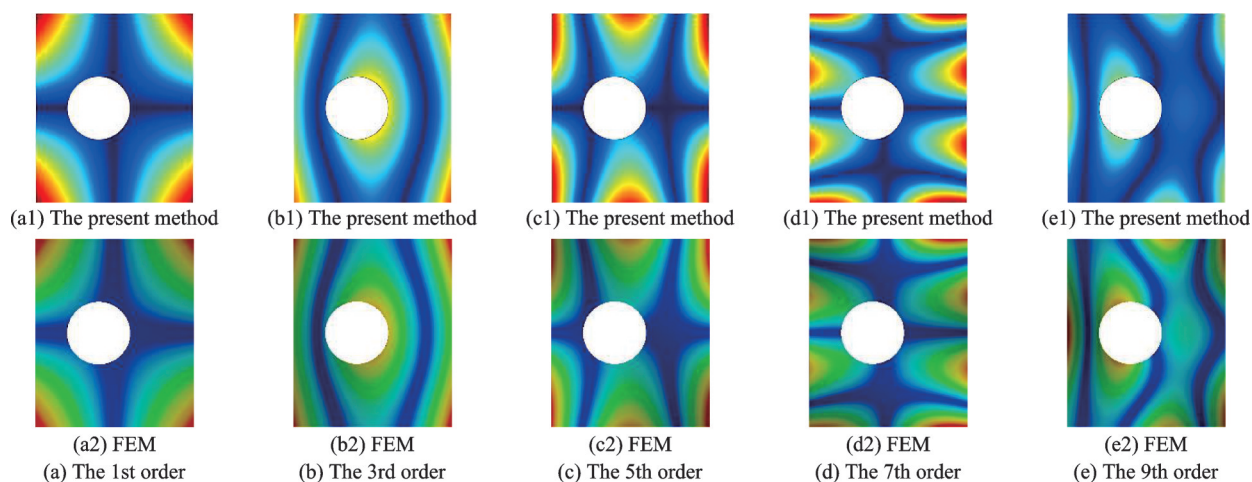 (a1) The present method
(b1) The present method
(c1) The present method
(d1) The present method
(e1) The present method
(a2) FEM
(b2) FEM
(c2) FEM
(d2) FEM
(e2) FEM
(a) The 1st order
(b) The 3rd order
(c) The 5th order
(d) The 7th order
(e) The 9th order